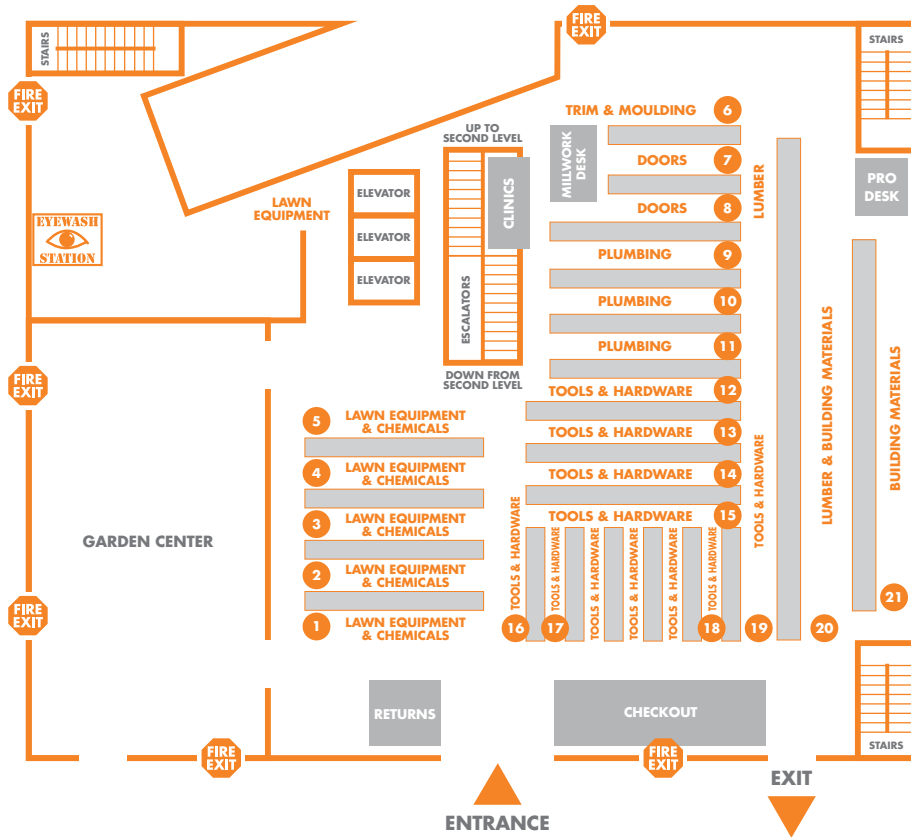 FIRE
EXIT
STAIRS
STAIRS
FIRE
EXIT
TRIM & MOULDING 6
UP TO
SECOND LEVEL
MILLWORK
DESK
DOORS 7
CLINICS
LUMBER
PRO
DESK
ELEVATOR
LAWN
EQUIPMENT
DOORS 8
EYEWASH
STATION
ELEVATOR
PLUMBING 9
ELEVATOR
ESCALATORS
PLUMBING 10
LUMBER & BUILDING MATERIALS
BUILDING MATERIALS
PLUMBING 11
FIRE
EXIT
DOWN FROM
SECOND LEVEL
TOOLS & HARDWARE 12
5 LAWN EQUIPMENT
& CHEMICALS
TOOLS & HARDWARE 13
4 LAWN EQUIPMENT
& CHEMICALS
TOOLS & HARDWARE 14
TOOLS & HARDWARE
3 LAWN EQUIPMENT
& CHEMICALS
TOOLS & HARDWARE 15
GARDEN CENTER
2 LAWN EQUIPMENT
& CHEMICALS
TOOLS & HARDWARE
TOOLS & HARDWARE
TOOLS & HARDWARE
TOOLS & HARDWARE
TOOLS & HARDWARE
TOOLS & HARDWARE
21
FIRE
EXIT
1 LAWN EQUIPMENT
& CHEMICALS
16
17
18
19
20
RETURNS
CHECKOUT
STAIRS
FIRE
EXIT
FIRE
EXIT
EXIT
ENTRANCE